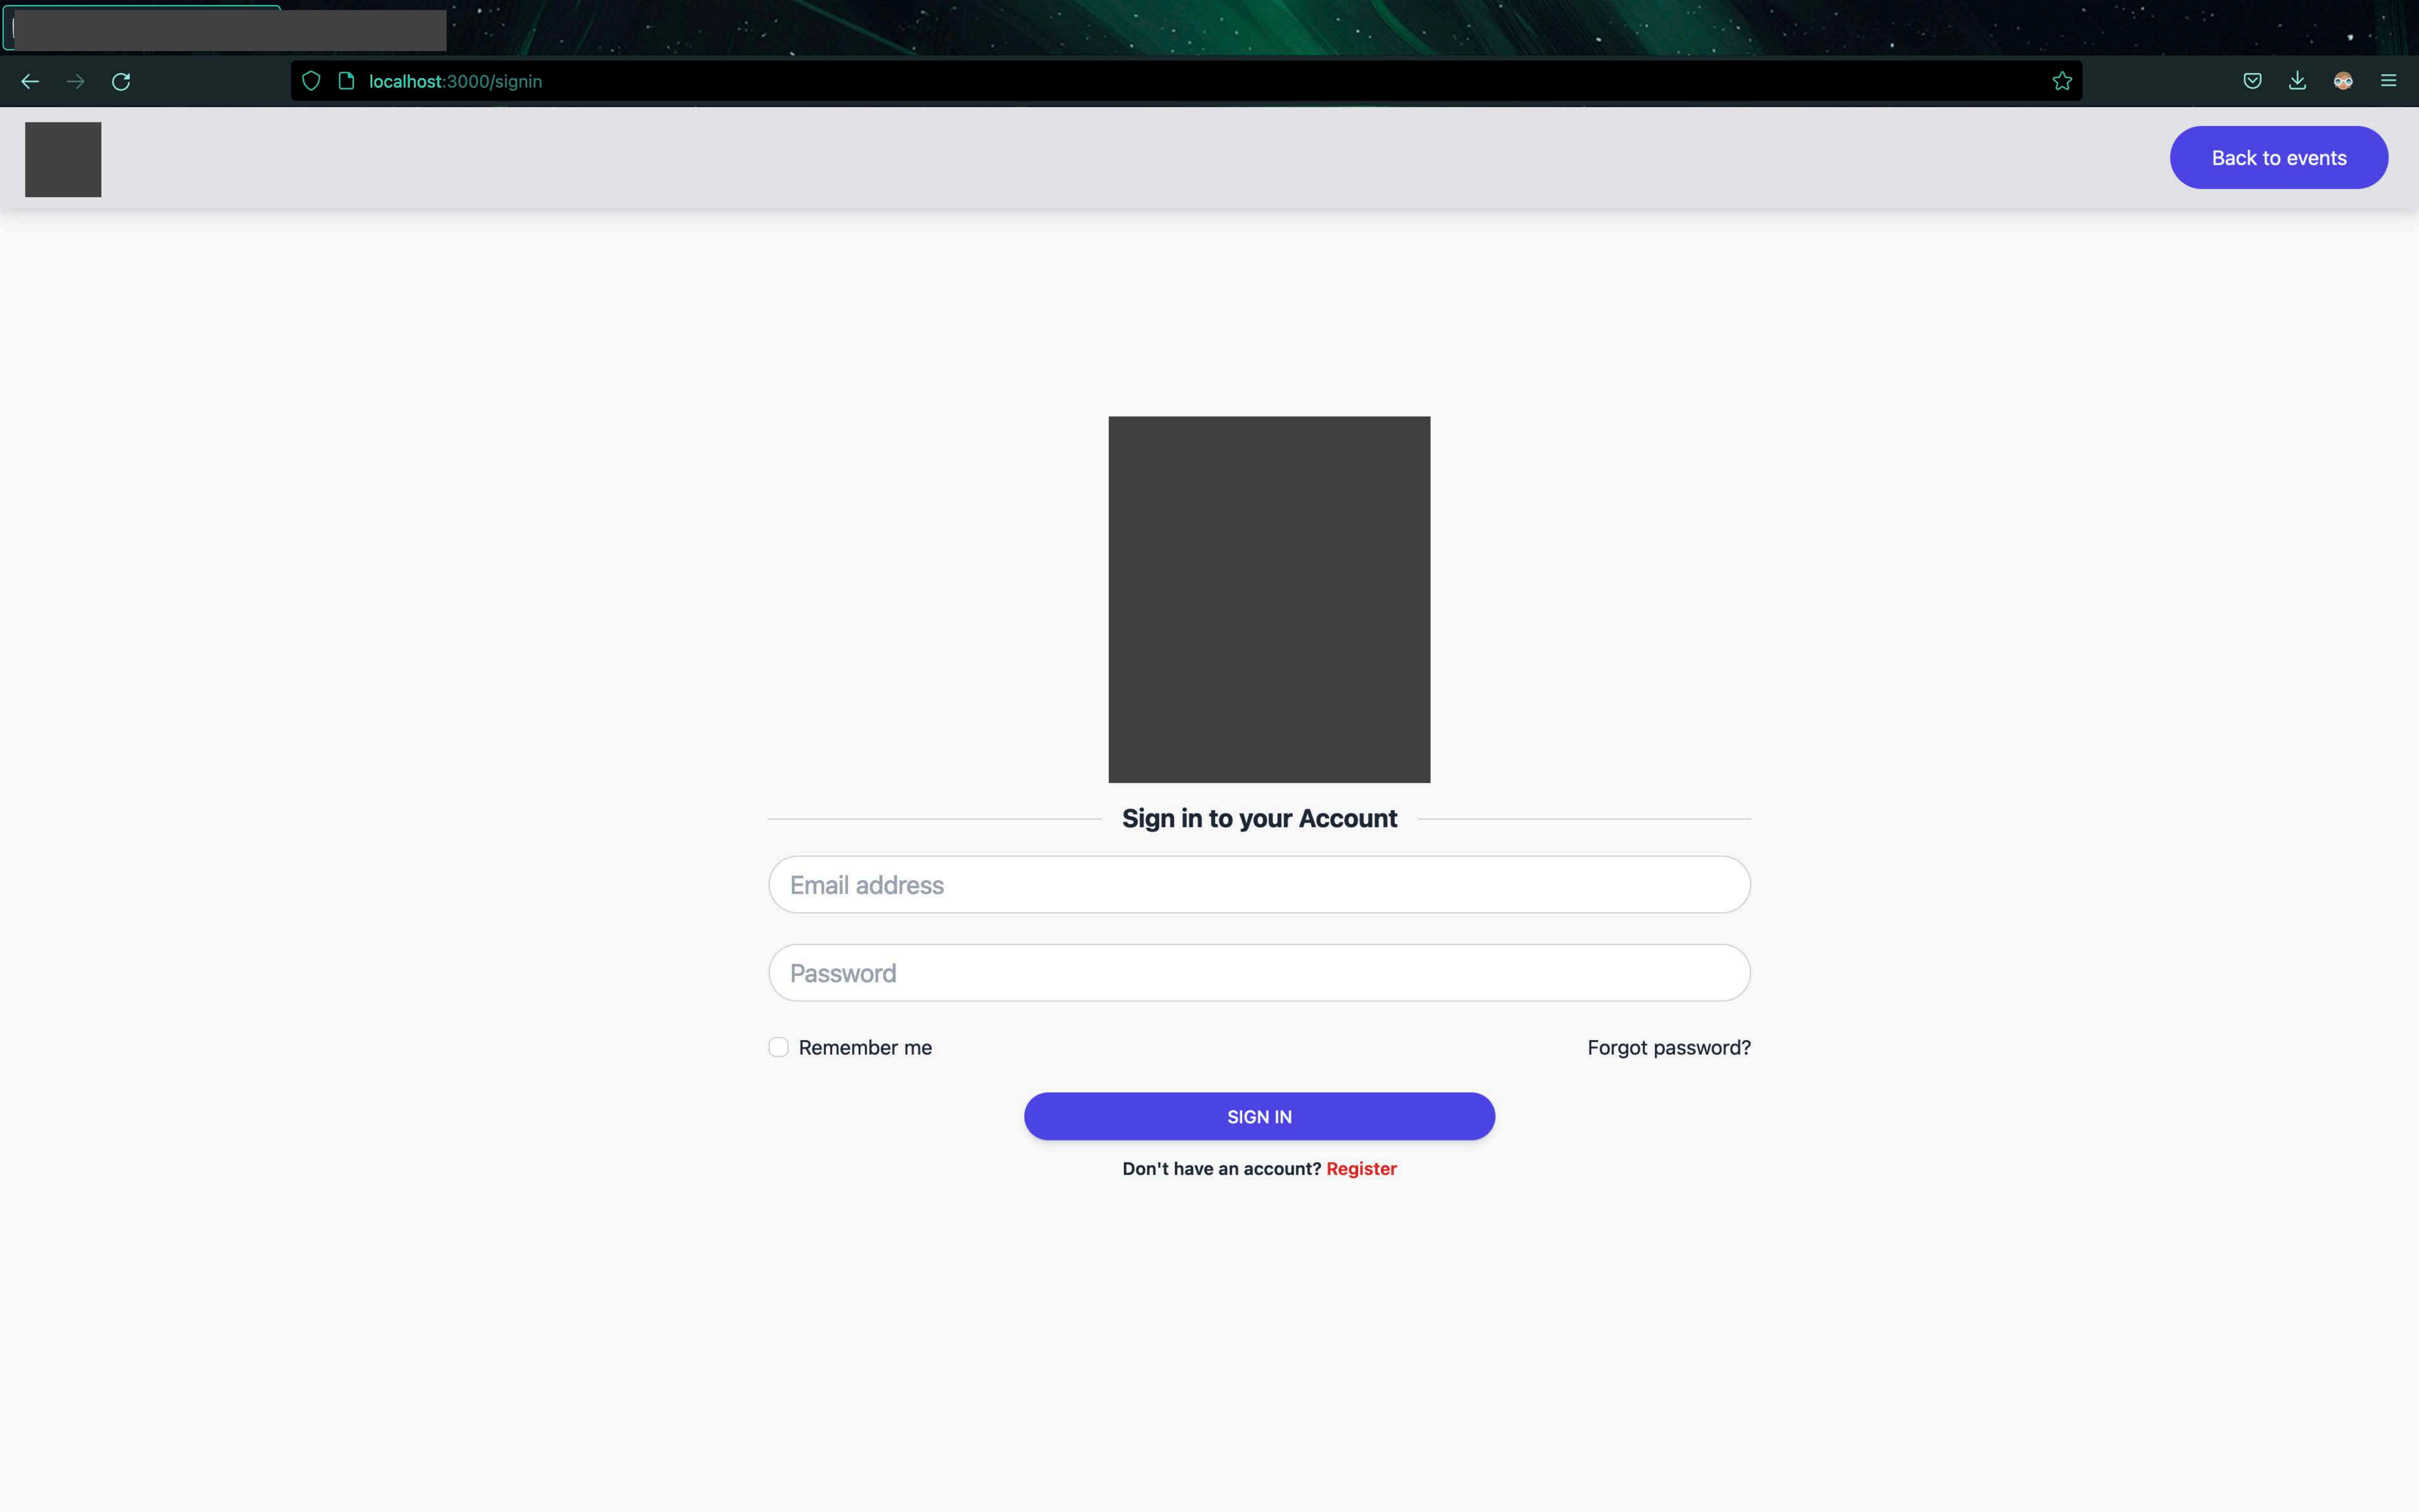 localhost:3000/signin
Back to events
Sign in to your Account
Email address
Password
Remember me
Forgot password?
SIGN IN
Don't have an account? Register